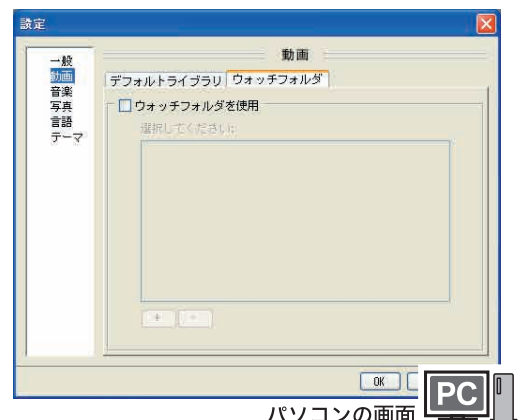 設定
一般
動画
音楽
写真
言語
テーマ
動画
デフォルトライブラリ ウォッチフォルダ
ウォッチフォルダを使用
選択してください:
+ -
OK
PC
パソコンの画面